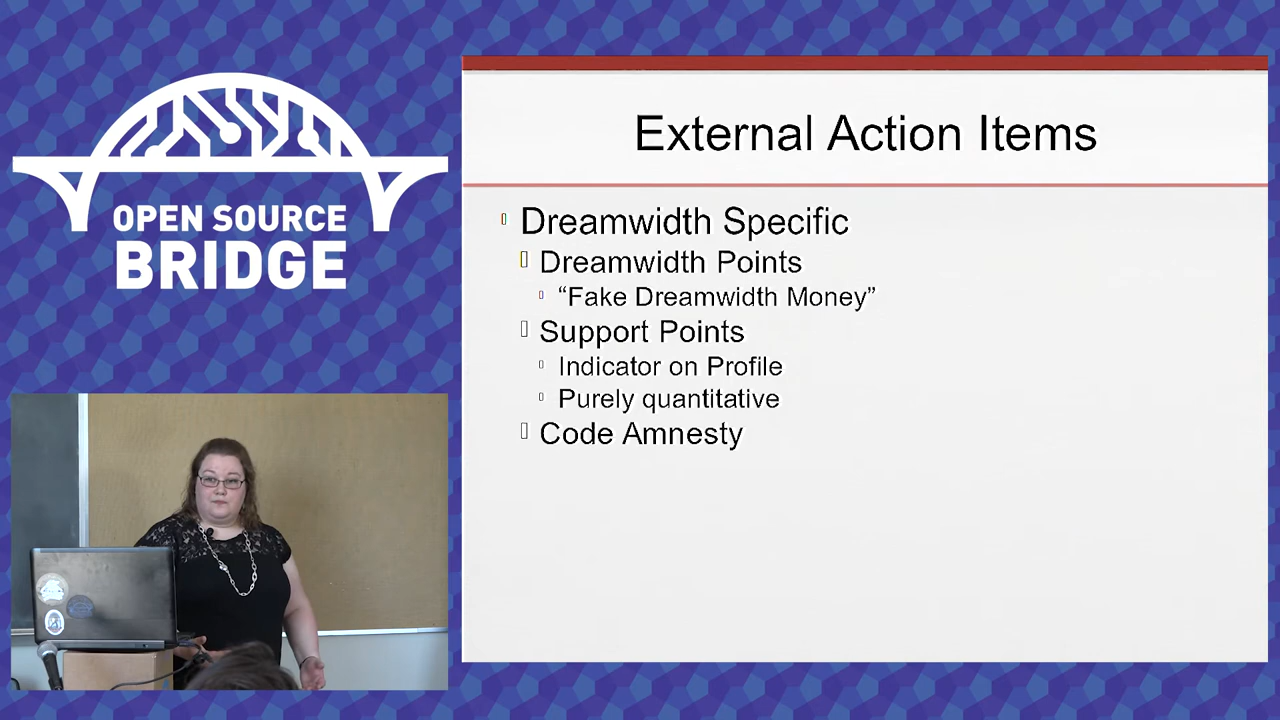 OPEN SOURCE
BRIDGE
External Action Items
Dreamwidth Specific
Dreamwidth Points
“Fake Dreamwidth Money”
Support Points
Indicator on Profile
Purely quantitative
Code Amnesty